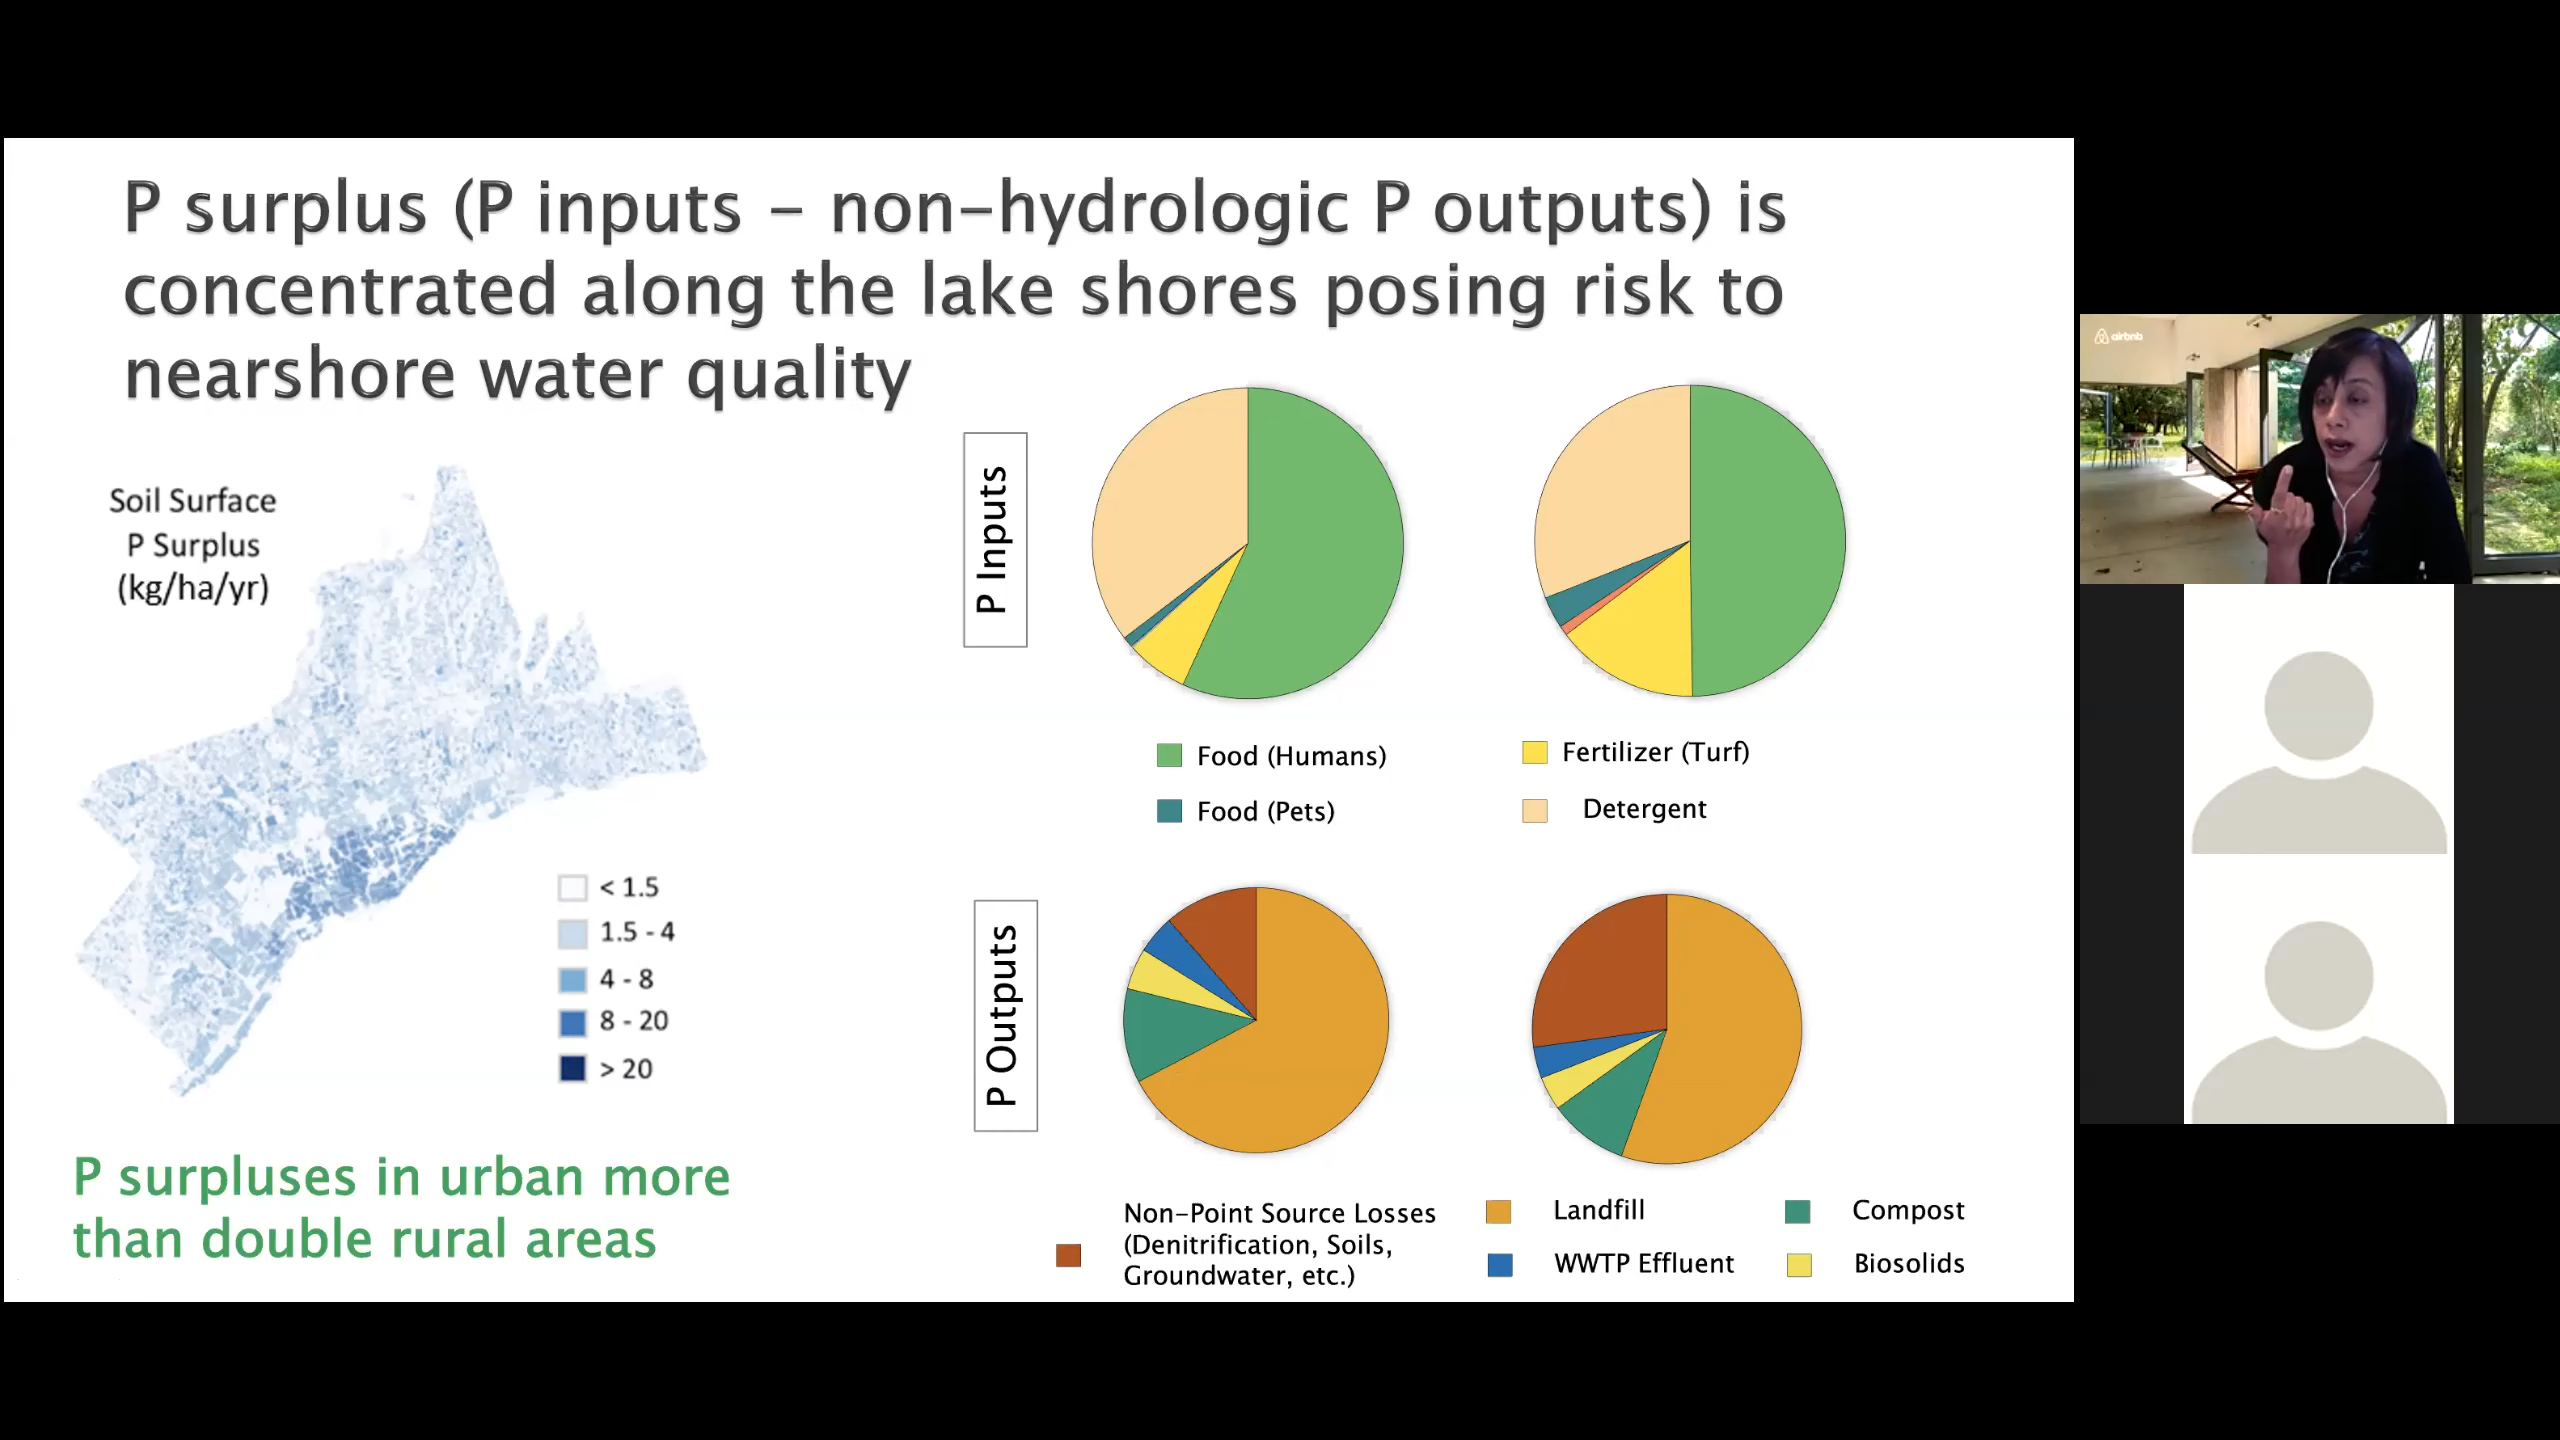 P surplus (P inputs – non-hydrologic P outputs) is
concentrated along the lake shores posing risk to
nearshore water quality
Soil Surface
P Surplus
(kg/ha/yr)
< 1.5
1.5 - 4
4 - 8
8 - 20
> 20
P surpluses in urban more
than double rural areas
P Inputs
Food (Humans)
Fertilizer (Turf)
Food (Pets)
Detergent
P Outputs
Non-Point Source Losses
(Denitrification, Soils,
Groundwater, etc.)
Landfill
Compost
WWTP Effluent
Biosolids
airbnb